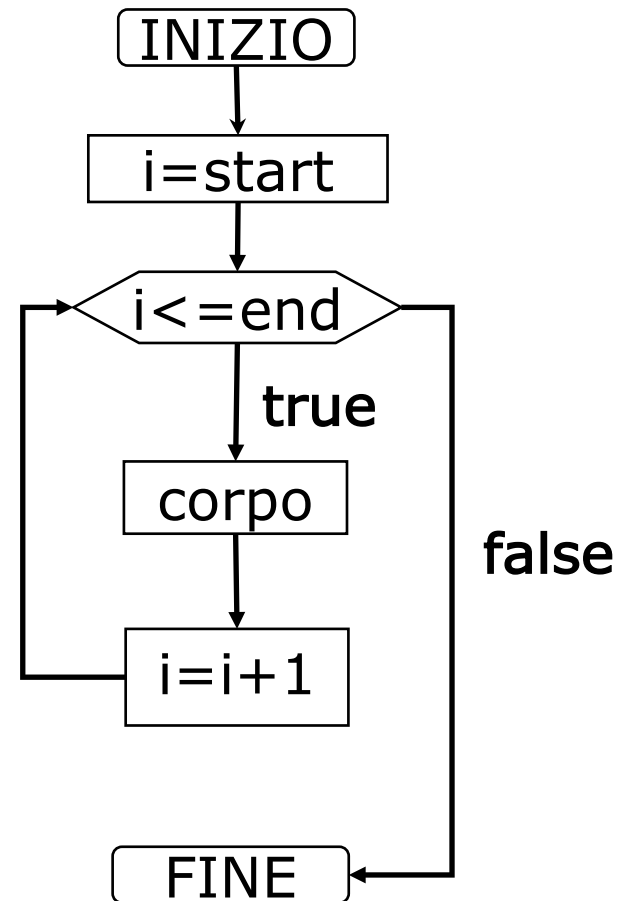 INIZIO
i=start
i<=end
true
corpo
false
i=i+1
FINE